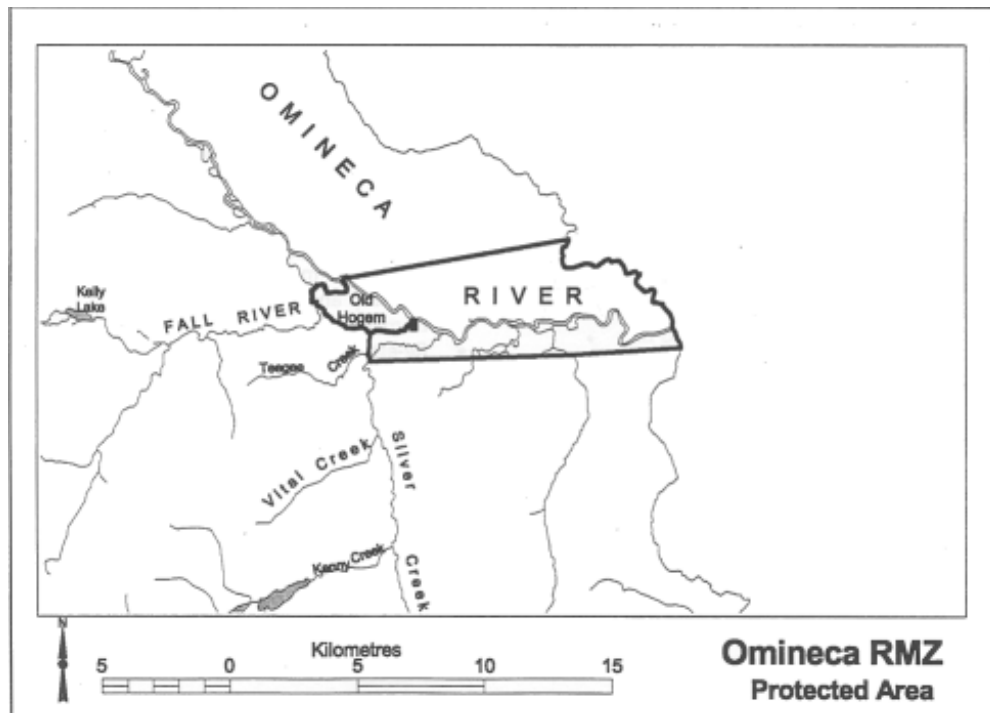 OMINECA
RIVER
Old
Hogem
Kelly
Lake
FALL RIVER
Teegee Creek
Vital Creek
Silver Creek
Kenny Creek
N
Kilometres
5 0 5 10 15
Omineca RMZ
Protected Area